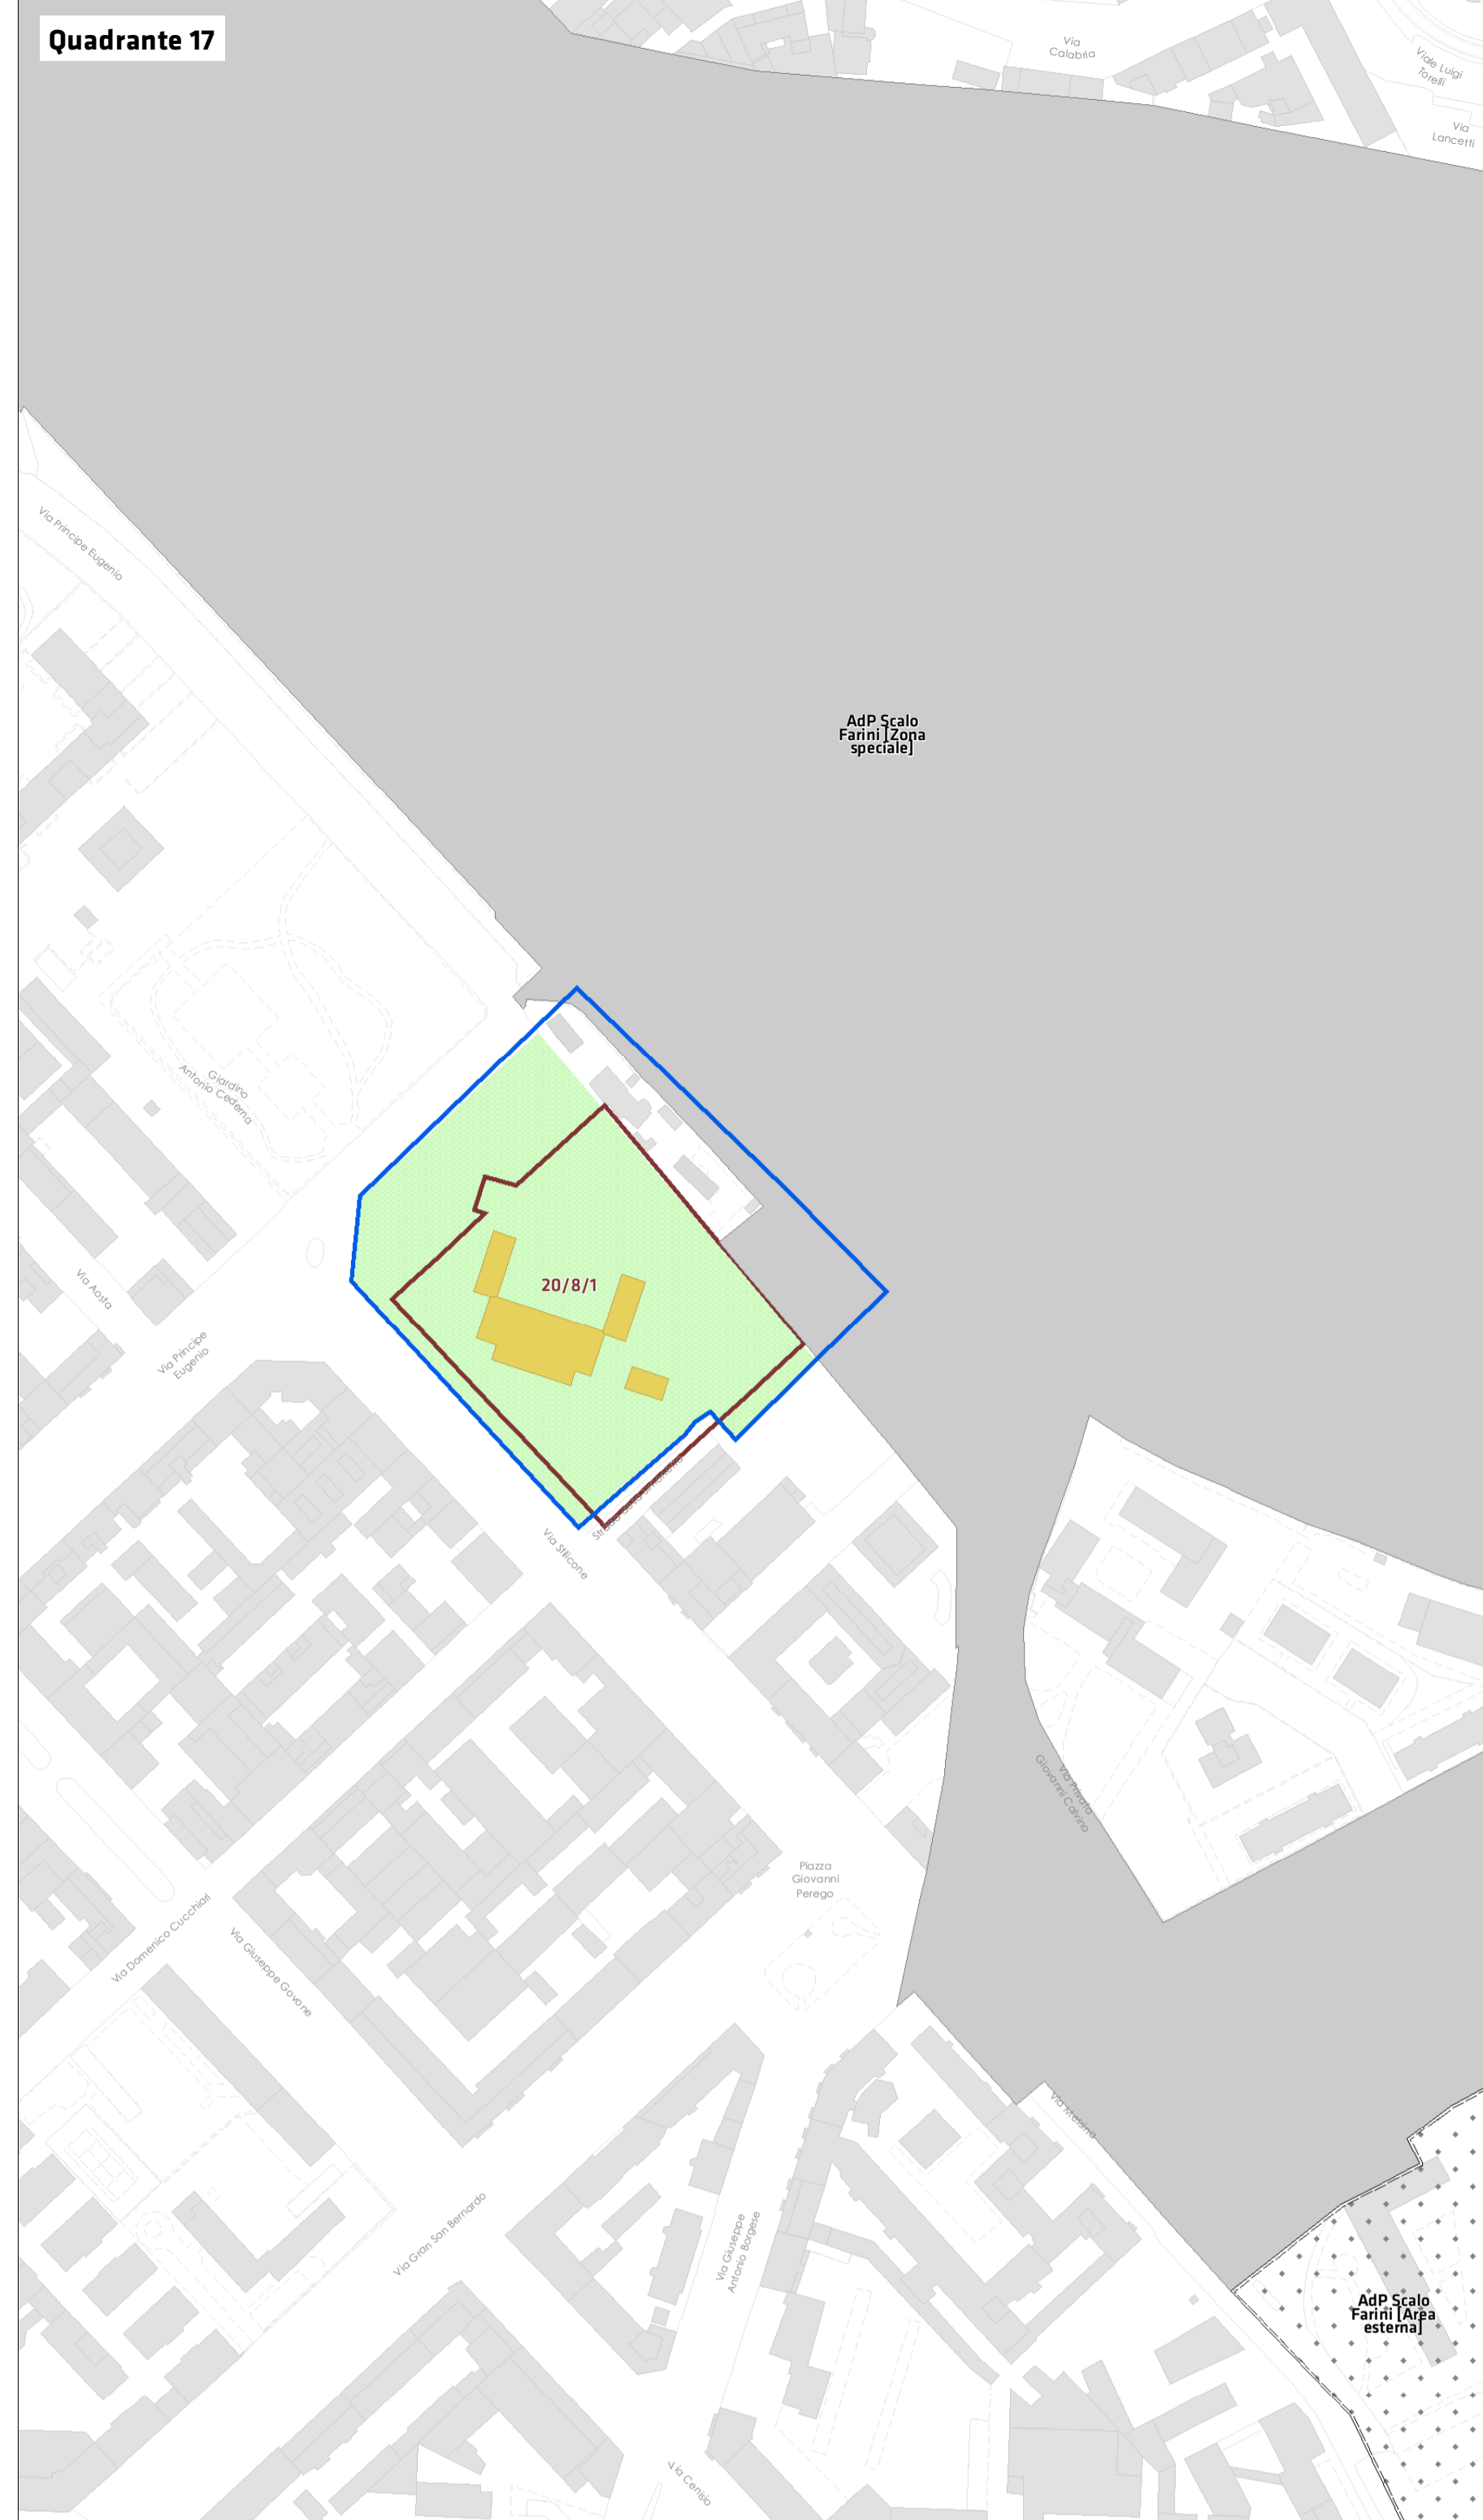 Quadrante 17
Via
Calabria
Viale Luigi
Torelli
Via
Lancetti
Via Principe Eugenio
AdP Scalo
Farini [Zona
speciale]
Giardino
Antonio Cederna
Via Aosta
20/8/1
Via Principe
Eugenio
Via Stilicone
Via Privata
Giovanni Calvino
Piazza
Giovanni
Perego
Via Domenico Cucchiari
Via Giuseppe Govone
Via Messina
Via Gran San Bernardo
Via Giuseppe
Antonio Borgese
AdP Scalo
Farini [Area
esterna]
Via Cenisio